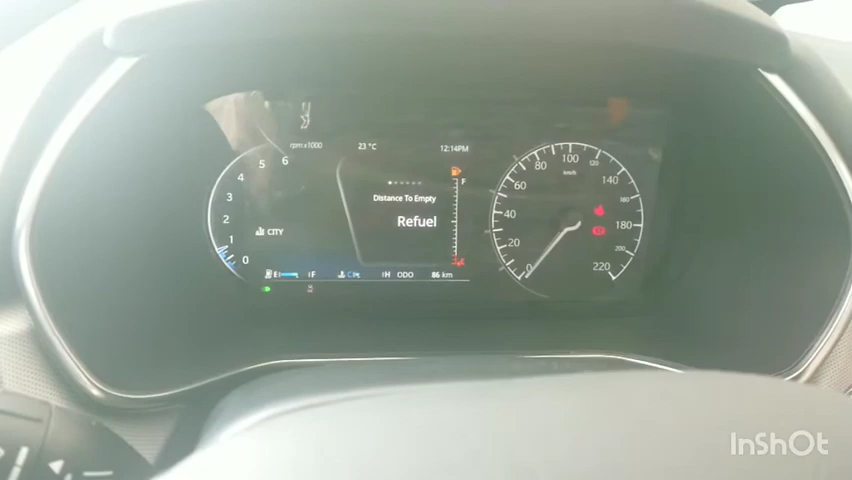 rpm x1000
23 °C
12:14PM
6
5
4
3
2
1
0
CITY
Distance To Empty
Refuel
F
E
F
C
H
ODO
86 km
0
20
40
60
80
100
120
140
160
180
200
220
km/h
InShOt